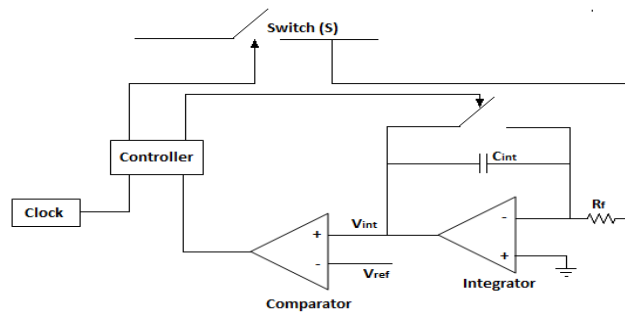 Switch (S)
Controller
Cint
Clock
Rf
+
Vint
-
-
Vref
+
Integrator
Comparator